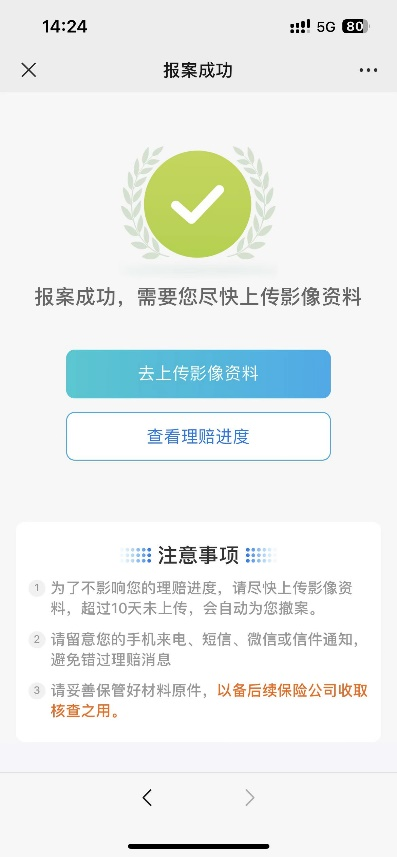 14:24
5G
80
报案成功
报案成功，需要您尽快上传影像资料
去上传影像资料
查看理赔进度
注意事项
1 为了不影响您的理赔进度，请尽快上传影像资
料，超过10天未上传，会自动为您撤案。
2 请留意您的手机来电、短信、微信或信件通知，
避免错过理赔消息
3 请妥善保管好材料原件，以备后续保险公司收取
核查之用。